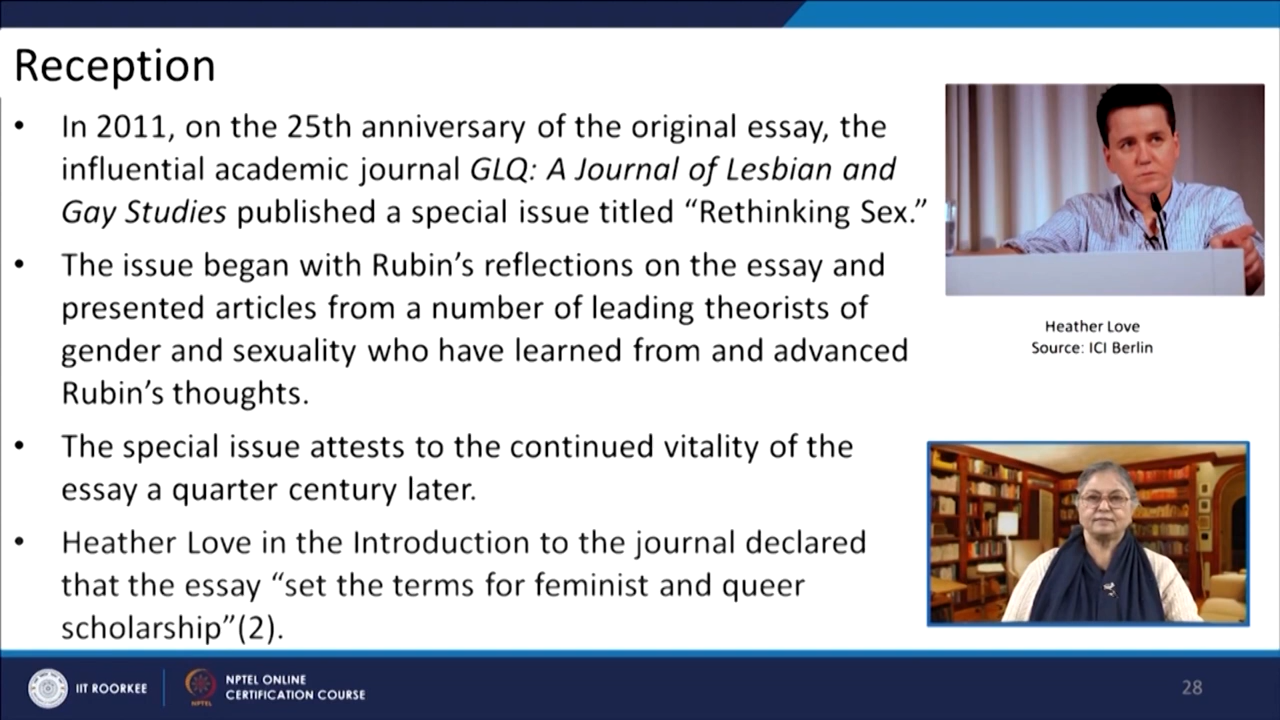 Reception
• In 2011, on the 25th anniversary of the original essay, the
influential academic journal GLQ: A Journal of Lesbian and
Gay Studies published a special issue titled “Rethinking Sex.”
• The issue began with Rubin’s reflections on the essay and
presented articles from a number of leading theorists of
gender and sexuality who have learned from and advanced
Rubin’s thoughts.
• The special issue attests to the continued vitality of the
essay a quarter century later.
• Heather Love in the Introduction to the journal declared
that the essay “set the terms for feminist and queer
scholarship”(2).
Heather Love
Source: ICI Berlin
IIT ROORKEE
NPTEL
NPTEL ONLINE
CERTIFICATION COURSE
28